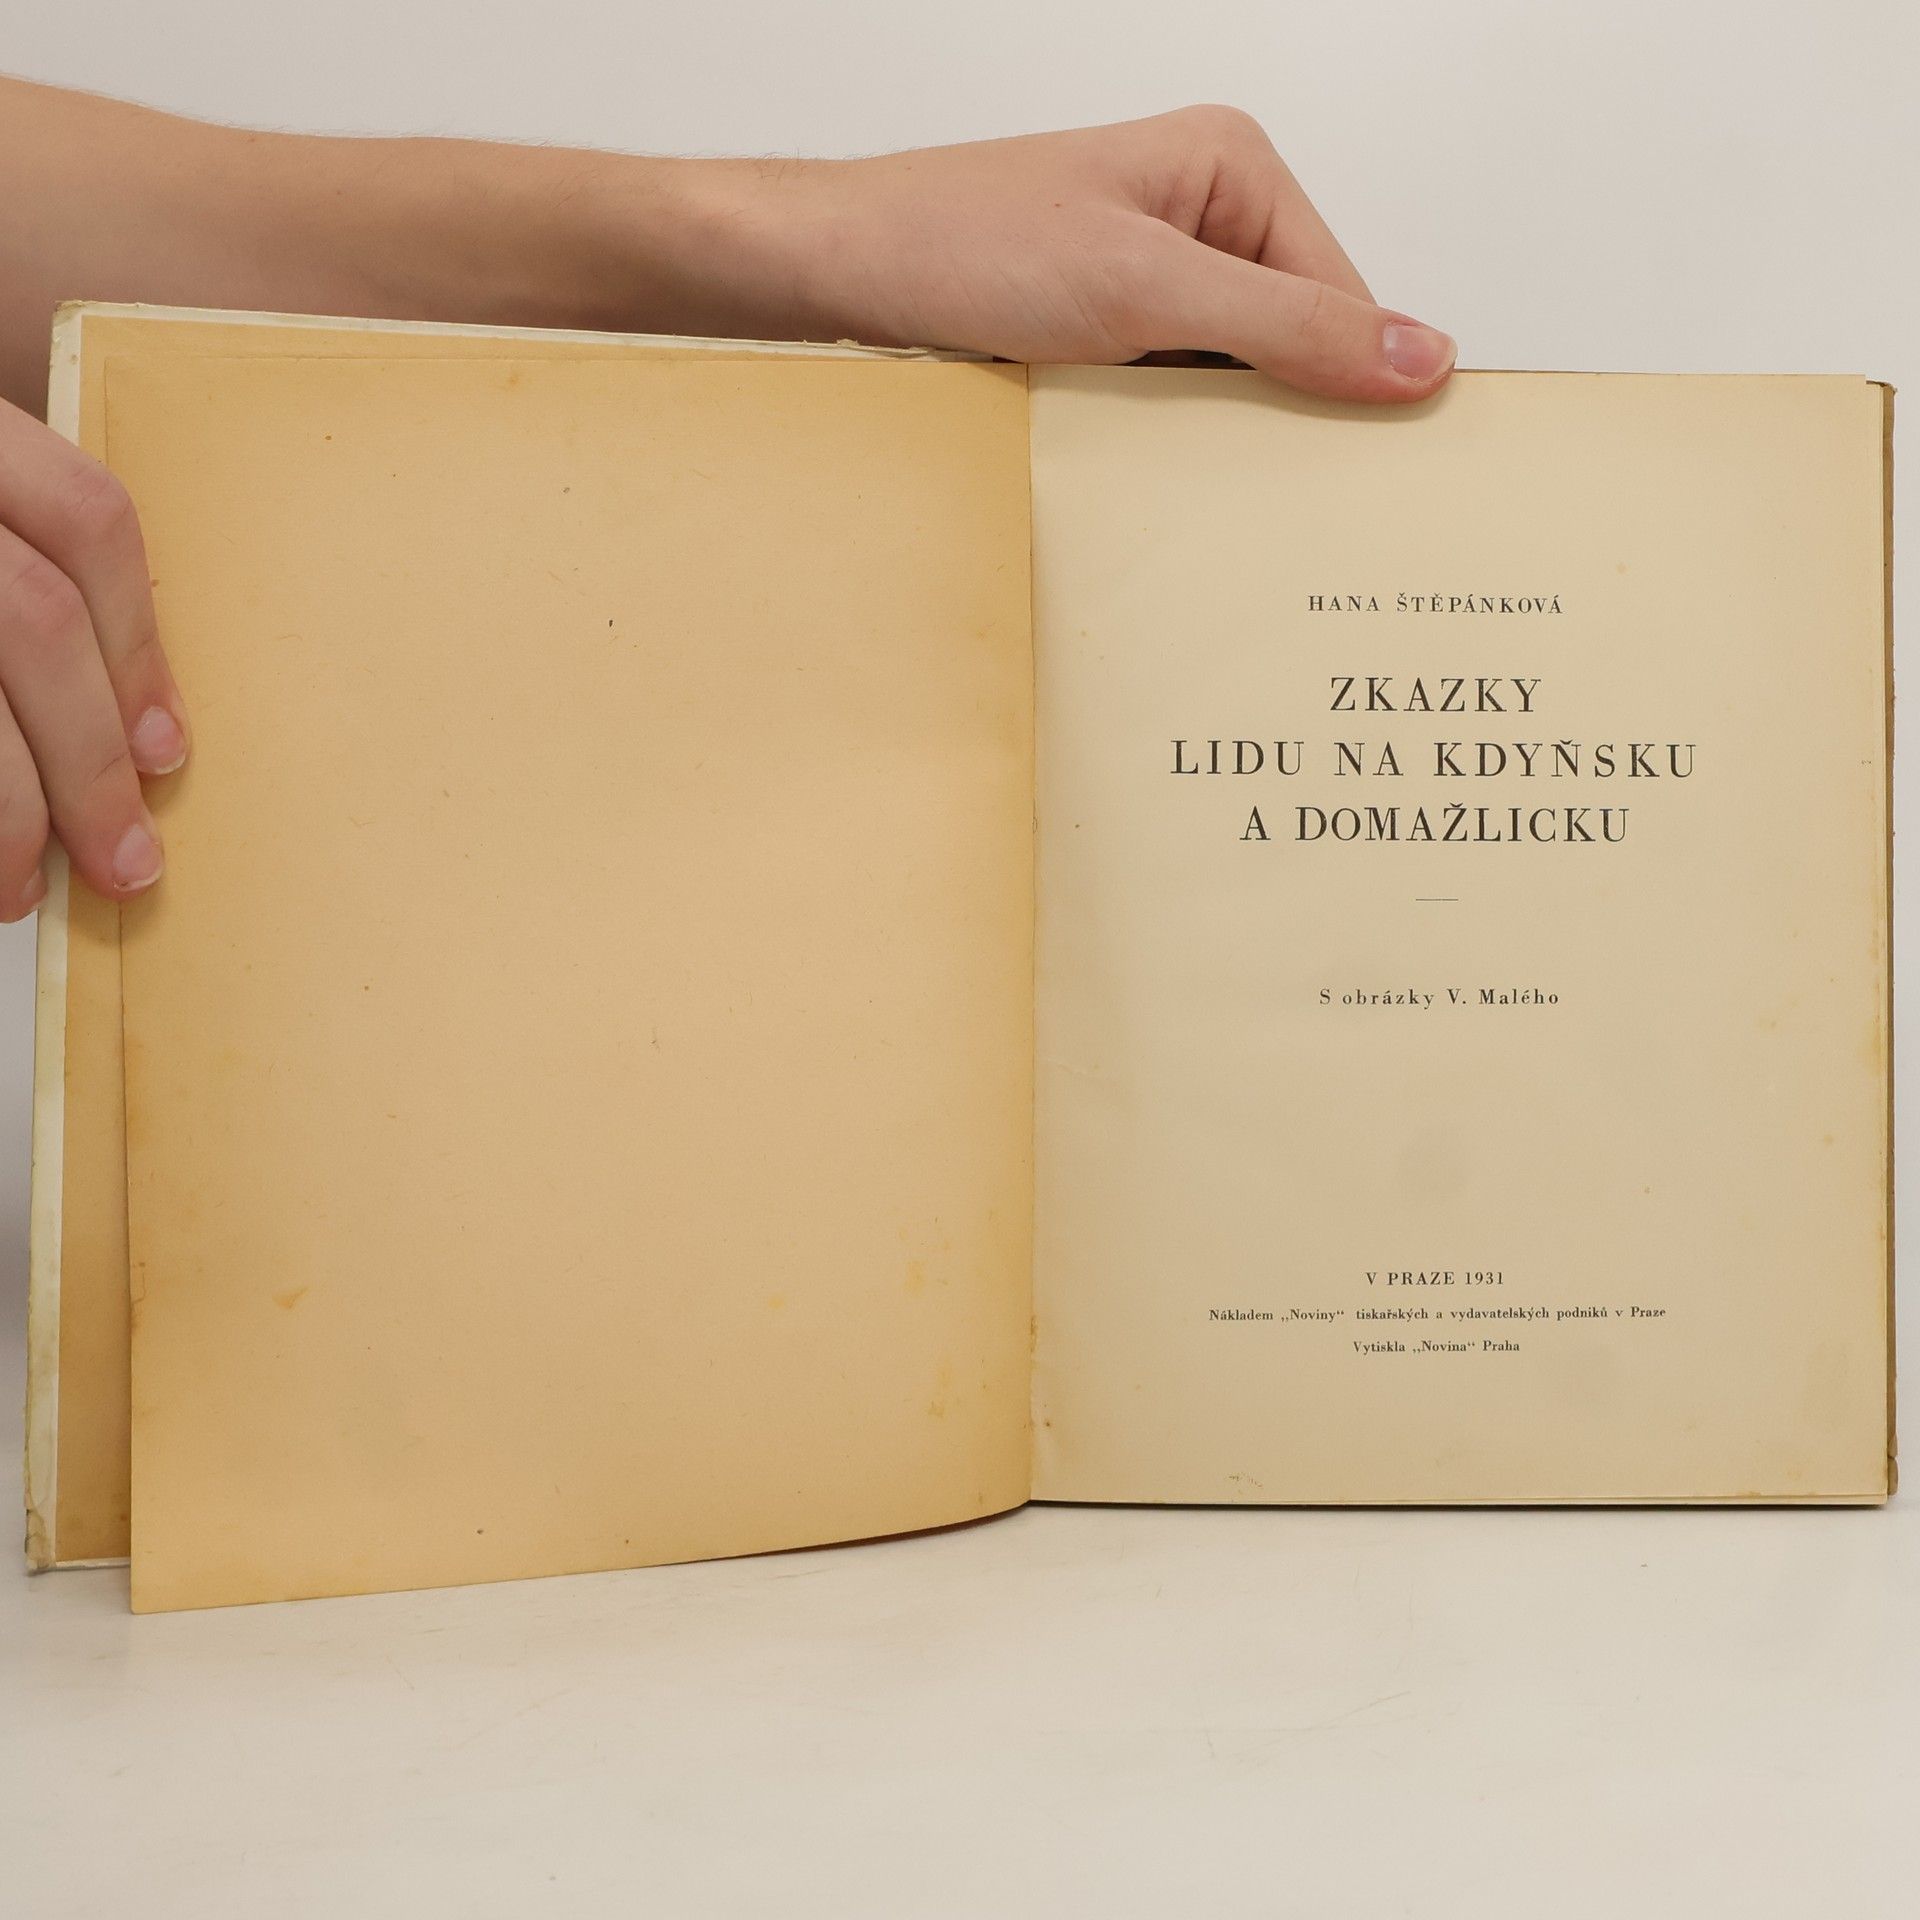 HANA ŠTĚPÁNKOVÁ
ZKAZKY
LIDU NA KDYŇSKU
A DOMAŽLICKU
S obrázky V. Malého
V PRAZE 1931
Nákladem „Noviny“ tiskařských a vydavatelských podniků v Praze
Vytiskla „Novina“ Praha